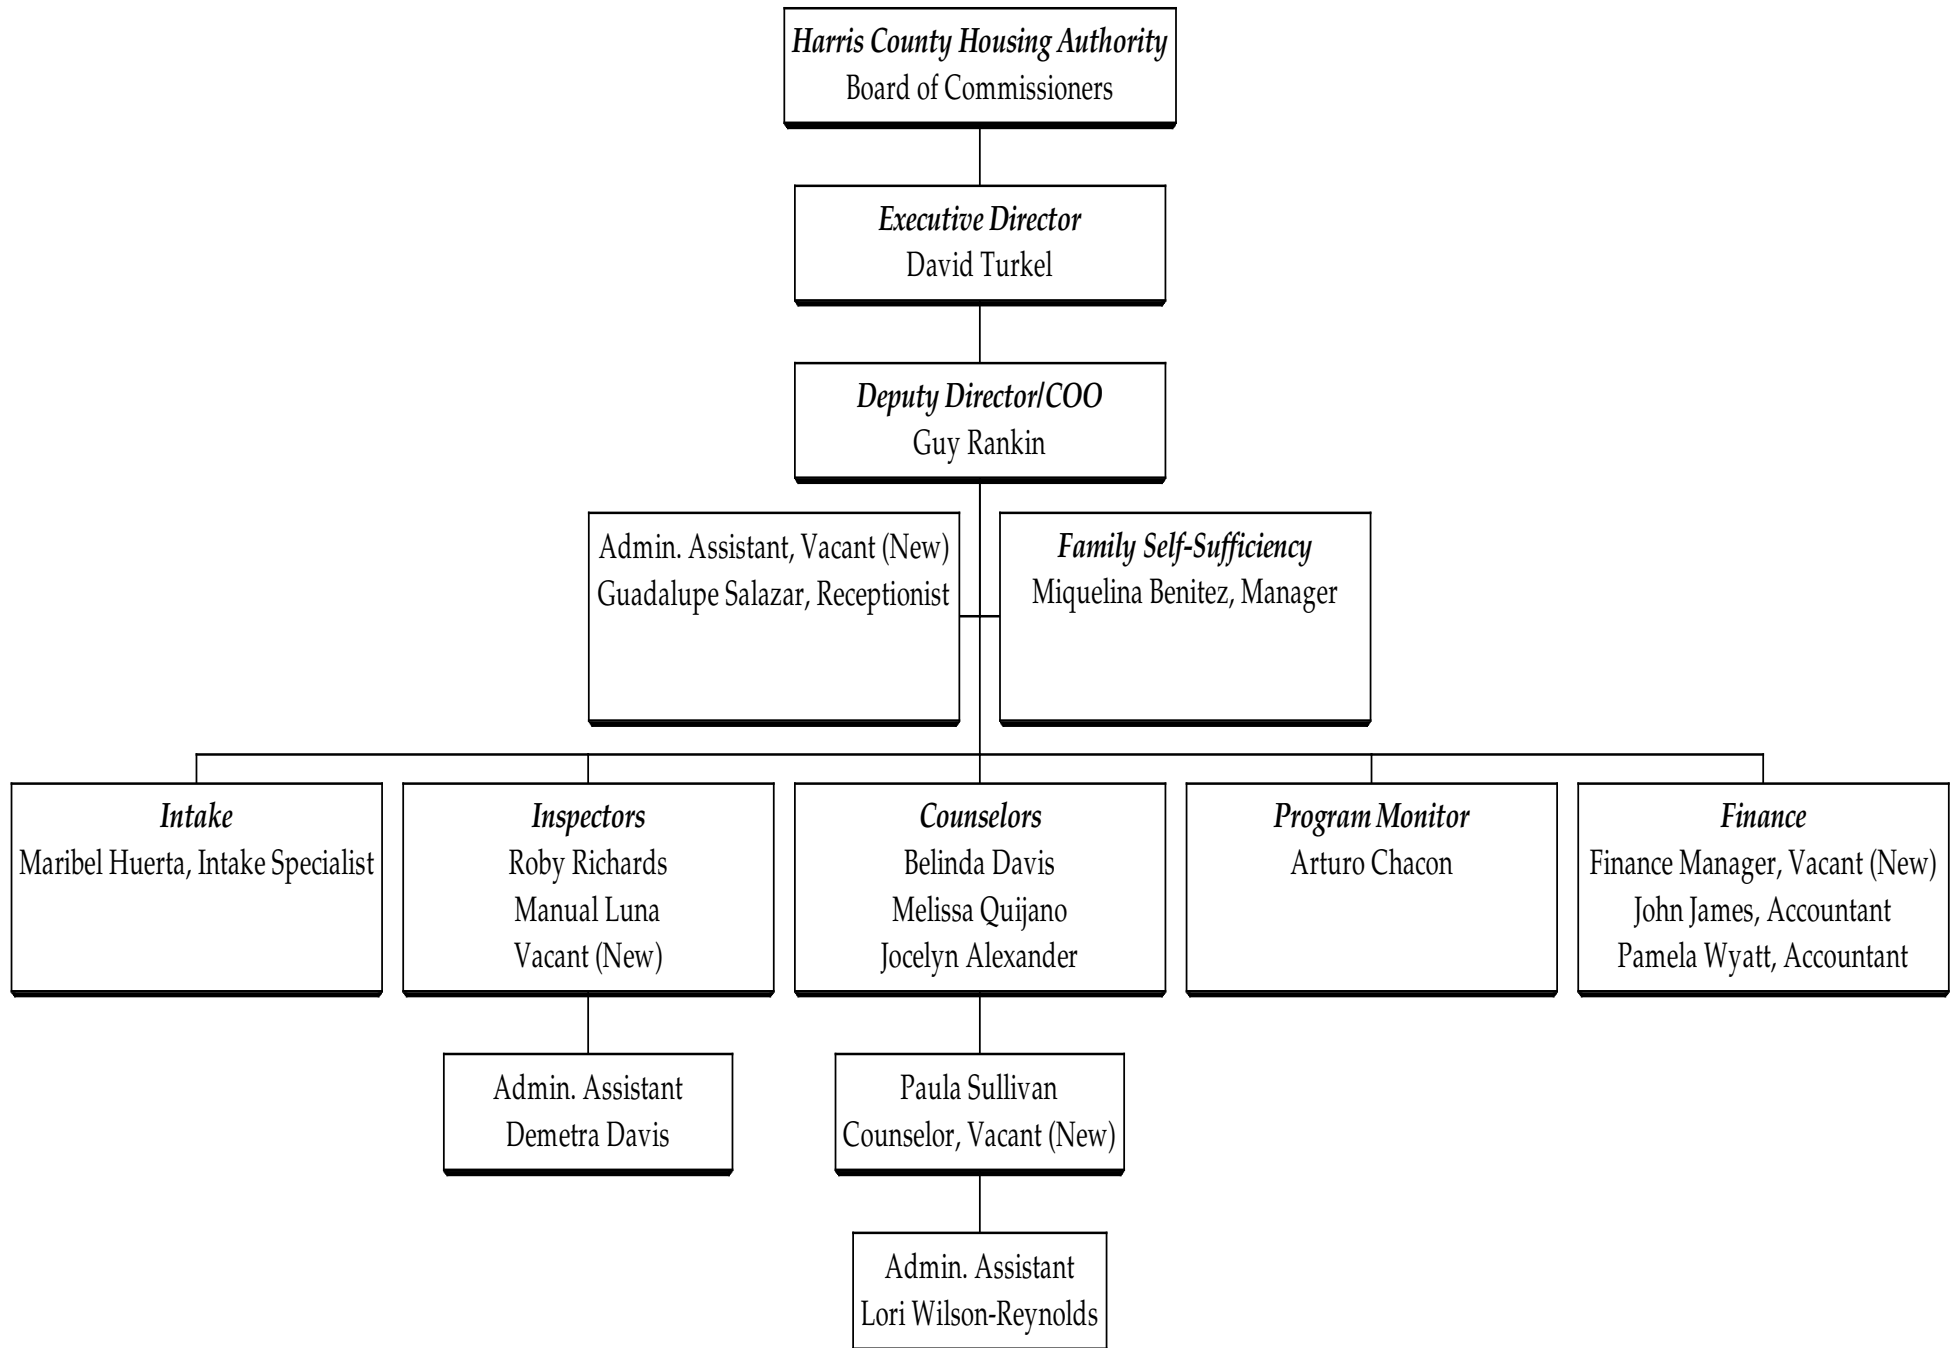 Harris County Housing Authority
Board of Commissioners
Executive Director
David Turkel
Deputy Director/COO
Guy Rankin
Admin. Assistant, Vacant (New)
Guadalupe Salazar, Receptionist
Family Self-Sufficiency
Miquelina Benitez, Manager
Intake
Maribel Huerta, Intake Specialist
Inspectors
Roby Richards
Manual Luna
Vacant (New)
Counselors
Belinda Davis
Melissa Quijano
Jocelyn Alexander
Program Monitor
Arturo Chacon
Finance
Finance Manager, Vacant (New)
John James, Accountant
Pamela Wyatt, Accountant
Admin. Assistant
Demetra Davis
Paula Sullivan
Counselor, Vacant (New)
Admin. Assistant
Lori Wilson-Reynolds